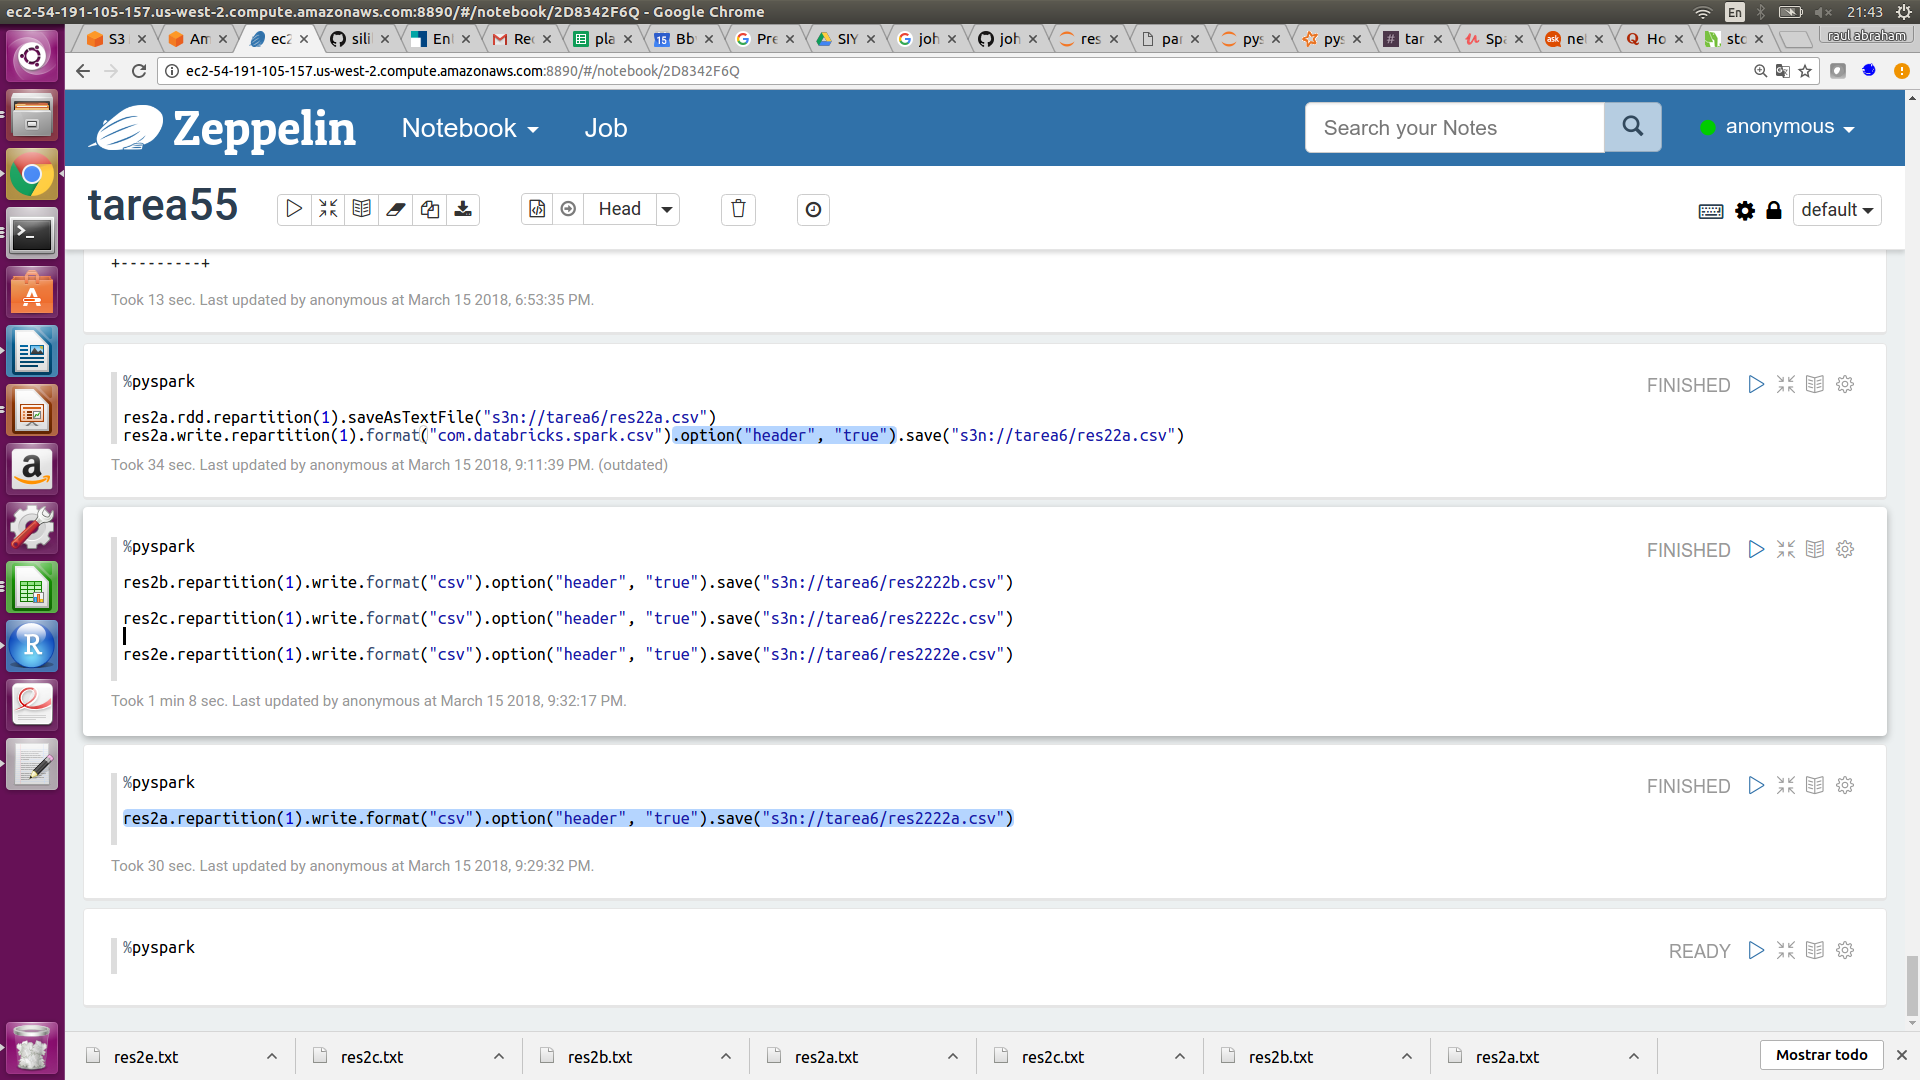 ec2-54-191-105-157.us-west-2.compute.amazonaws.com:8890/#/notebook/2D8342F6Q - Google Chrome
En
21:43
S3
Am
ec2
sili
Ent
Rec
pla
15
Bb
Pre
SIY
joh
joh
res
pa
pys
pys
tar
Spa
ask
nel
Ho
sto
raul abraham
ec2-54-191-105-157.us-west-2.compute.amazonaws.com:8890/#/notebook/2D8342F6Q
Zeppelin
Notebook
Job
Search your Notes
anonymous
tarea55
Head
default
+---------+
Took 13 sec. Last updated by anonymous at March 15 2018, 6:53:35 PM.
%pyspark
FINISHED
res2a.rdd.repartition(1).saveAsTextFile("s3n://tarea6/res22a.csv")
res2a.write.repartition(1).format("com.databricks.spark.csv").option("header", "true").save("s3n://tarea6/res22a.csv")
Took 34 sec. Last updated by anonymous at March 15 2018, 9:11:39 PM. (outdated)
%pyspark
FINISHED
res2b.repartition(1).write.format("csv").option("header", "true").save("s3n://tarea6/res2222b.csv")
res2c.repartition(1).write.format("csv").option("header", "true").save("s3n://tarea6/res2222c.csv")
res2e.repartition(1).write.format("csv").option("header", "true").save("s3n://tarea6/res2222e.csv")
Took 1 min 8 sec. Last updated by anonymous at March 15 2018, 9:32:17 PM.
%pyspark
FINISHED
res2a.repartition(1).write.format("csv").option("header", "true").save("s3n://tarea6/res2222a.csv")
Took 30 sec. Last updated by anonymous at March 15 2018, 9:29:32 PM.
%pyspark
READY
res2e.txt
res2c.txt
res2b.txt
res2a.txt
res2c.txt
res2b.txt
res2a.txt
Mostrar todo